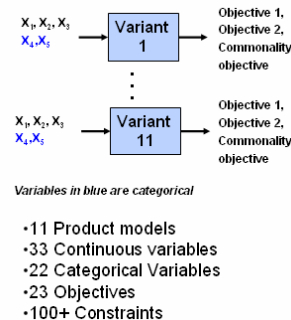 X₁, X₂, X₃
X₄,X₅
Variant
1
Objective 1,
Objective 2,
Commonality
objective
X₁, X₂, X₃
X₄,X₅
Variant
11
Objective 1,
Objective 2,
Commonality
objective
Variables in blue are categorical
•11 Product models
•33 Continuous variables
•22 Categorical Variables
•23 Objectives
•100+ Constraints